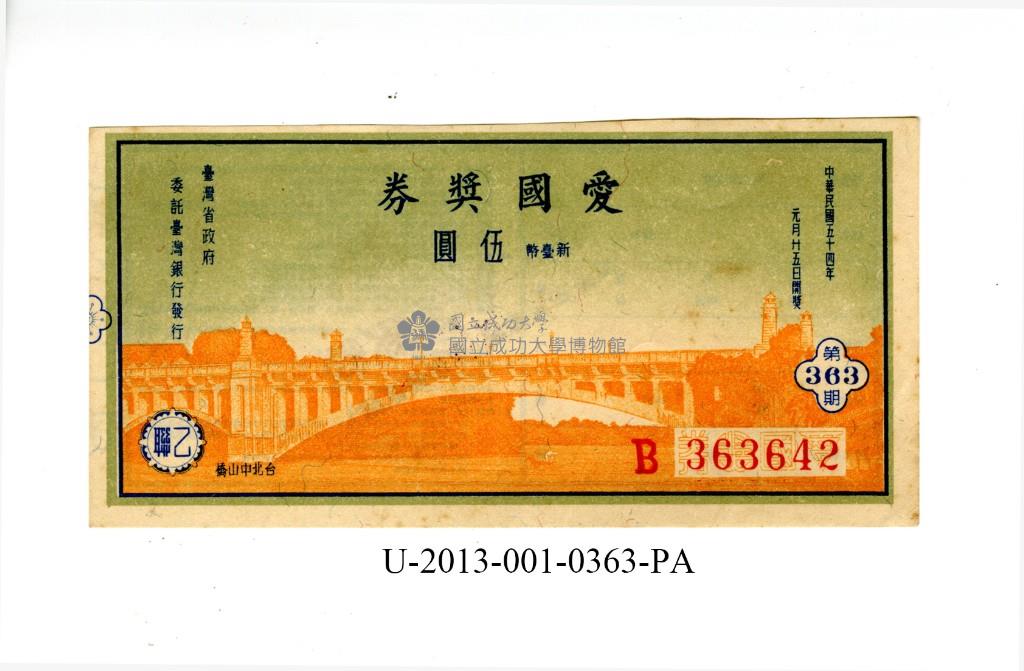 愛國獎券
新臺幣伍圓
中華民國五十四年
元月廿五日開獎
臺灣省政府
委託臺灣銀行發行
國立成功大學
國立成功大學博物館
第
363
期
乙聯
台北中山橋
B 363642
U-2013-001-0363-PA